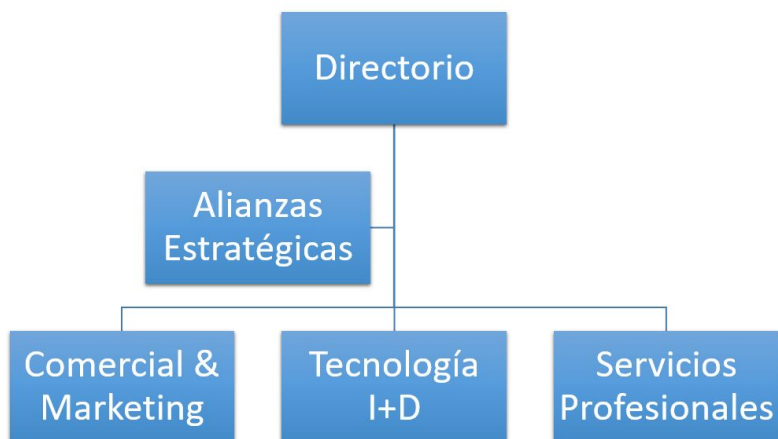 Directorio
Alianzas
Estratégicas
Comercial &
Marketing
Tecnología
I+D
Servicios
Profesionales